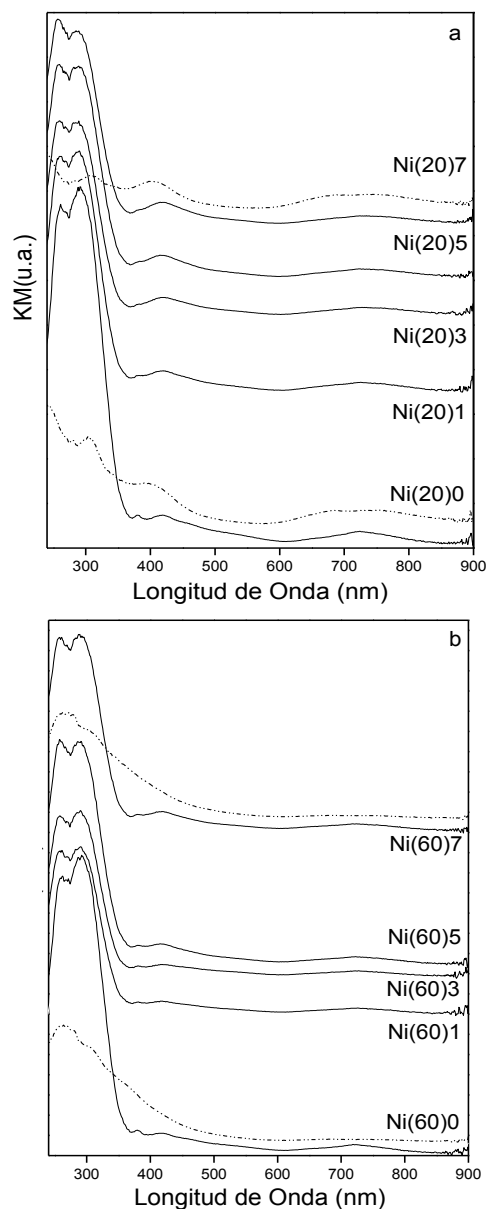 a
KM(u.a.)
Ni(20)7
Ni(20)5
Ni(20)3
Ni(20)1
Ni(20)0
300 400 500 600 700 800 900
Longitud de Onda (nm)
b
Ni(60)7
Ni(60)5
Ni(60)3
Ni(60)1
Ni(60)0
300 400 500 600 700 800 900
Longitud de Onda (nm)